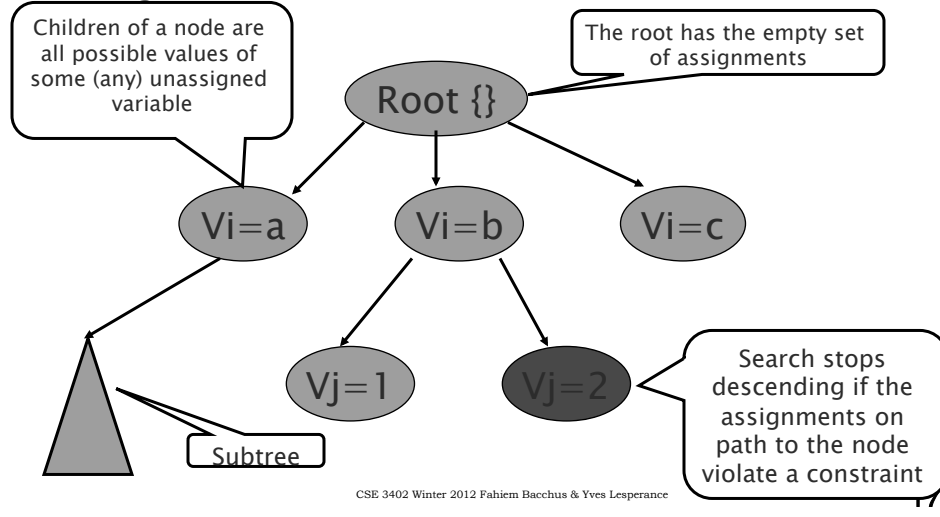 Children of a node are
all possible values of
some (any) unassigned
variable
The root has the empty set
of assignments
Root {}
Vi=a
Vi=b
Vi=c
Vj=1
Vj=2
Search stops
descending if the
assignments on
path to the node
violate a constraint
Subtree
CSE 3402 Winter 2012 Fahiem Bacchus & Yves Lesperance